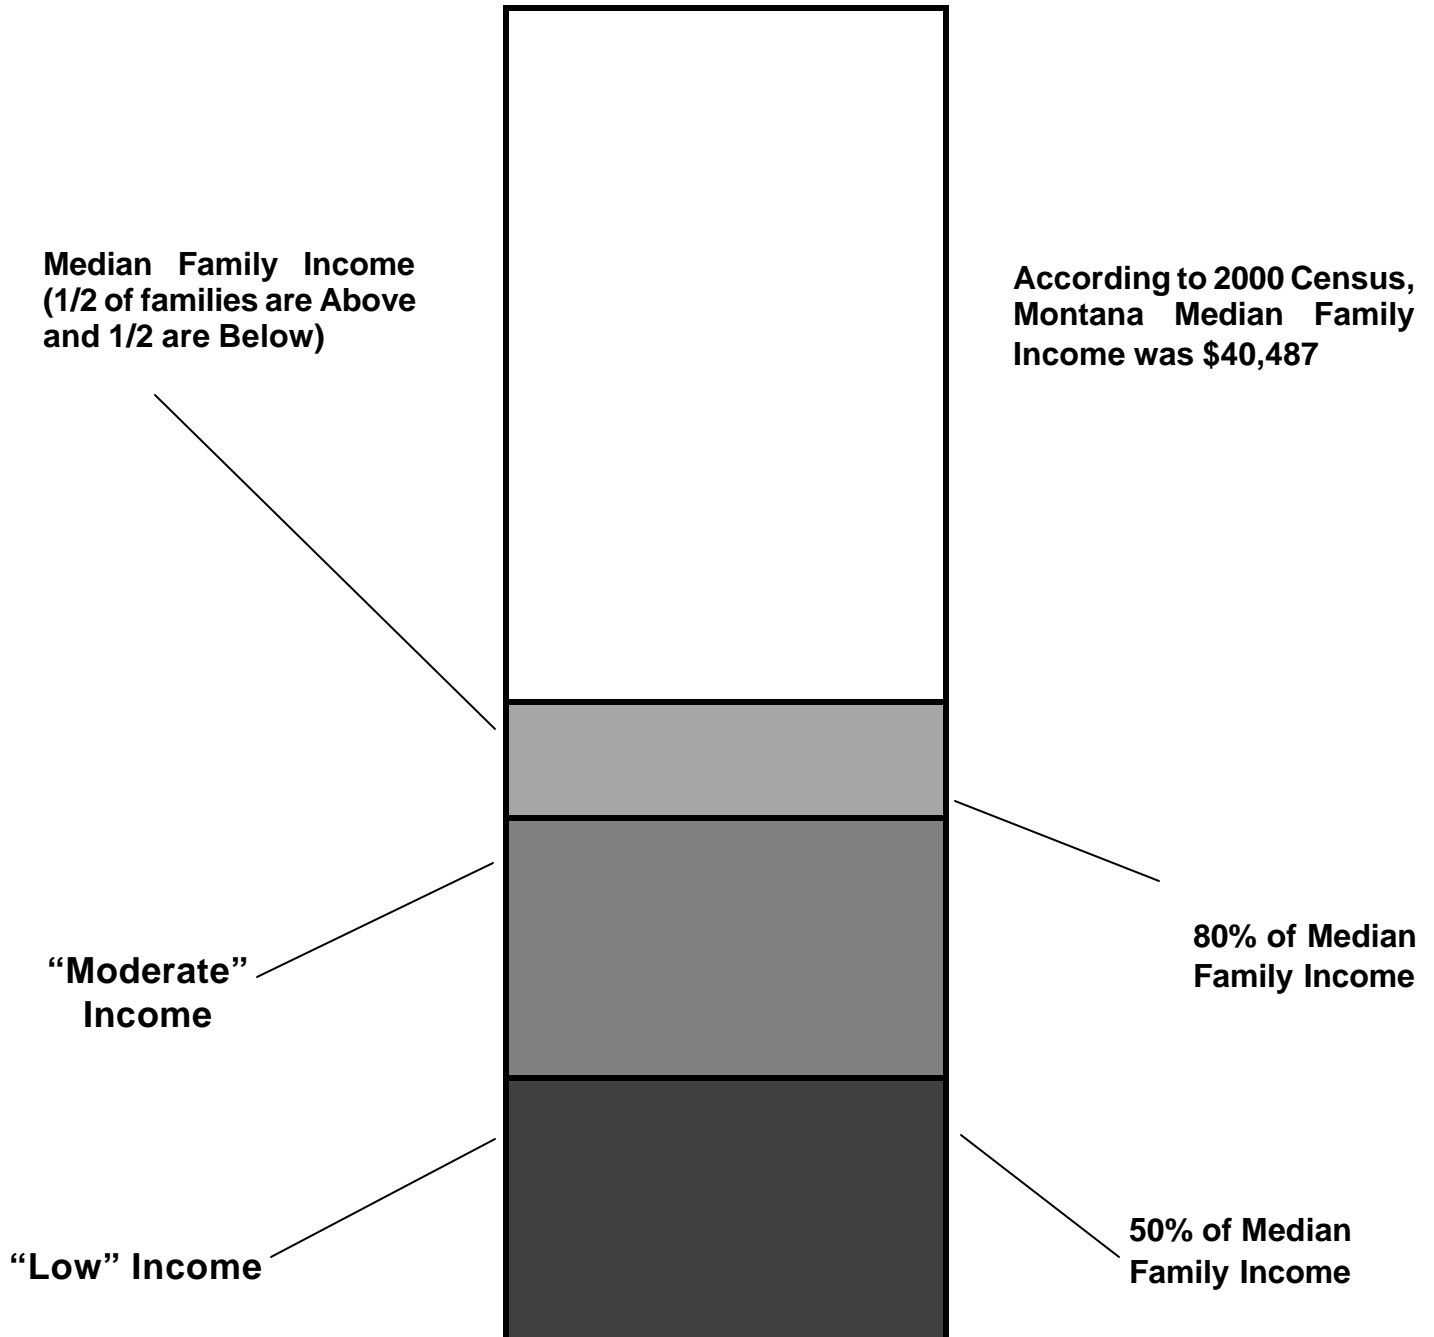 Median Family Income
(1/2 of families are Above
and 1/2 are Below)
According to 2000 Census,
Montana Median Family
Income was $40,487
“Moderate”
Income
80% of Median
Family Income
“Low” Income
50% of Median
Family Income